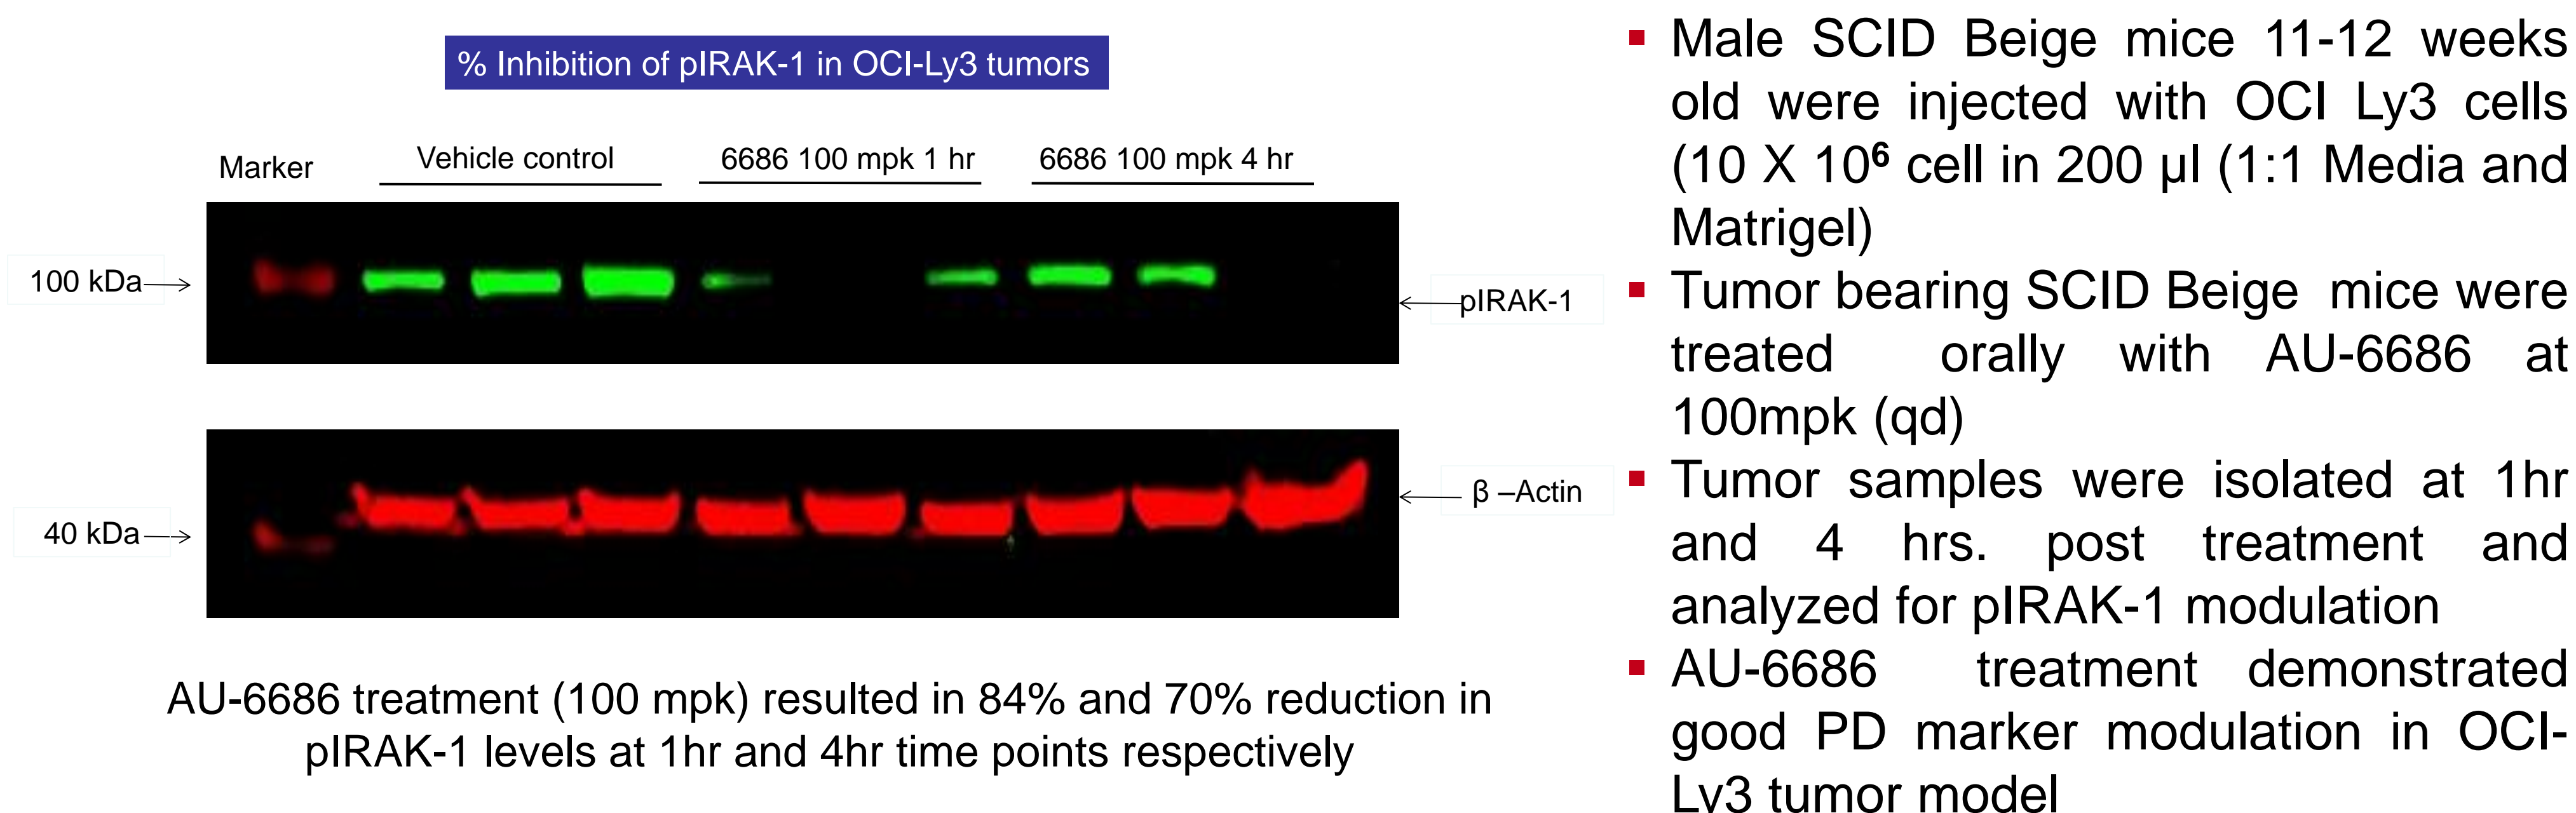 % Inhibition of pIRAK-1 in OCI-Ly3 tumors
Marker
Vehicle control
6686 100 mpk 1 hr
6686 100 mpk 4 hr
100 kDa
pIRAK-1
40 kDa
β –Actin
AU-6686 treatment (100 mpk) resulted in 84% and 70% reduction in
pIRAK-1 levels at 1hr and 4hr time points respectively
▪ Male SCID Beige mice 11-12 weeks
old were injected with OCI Ly3 cells
(10 X 10⁶ cell in 200 µl (1:1 Media and
Matrigel)
▪ Tumor bearing SCID Beige mice were
treated orally with AU-6686 at
100mpk (qd)
▪ Tumor samples were isolated at 1hr
and 4 hrs. post treatment and
analyzed for pIRAK-1 modulation
▪ AU-6686 treatment demonstrated
good PD marker modulation in OCI-
Ly3 tumor model